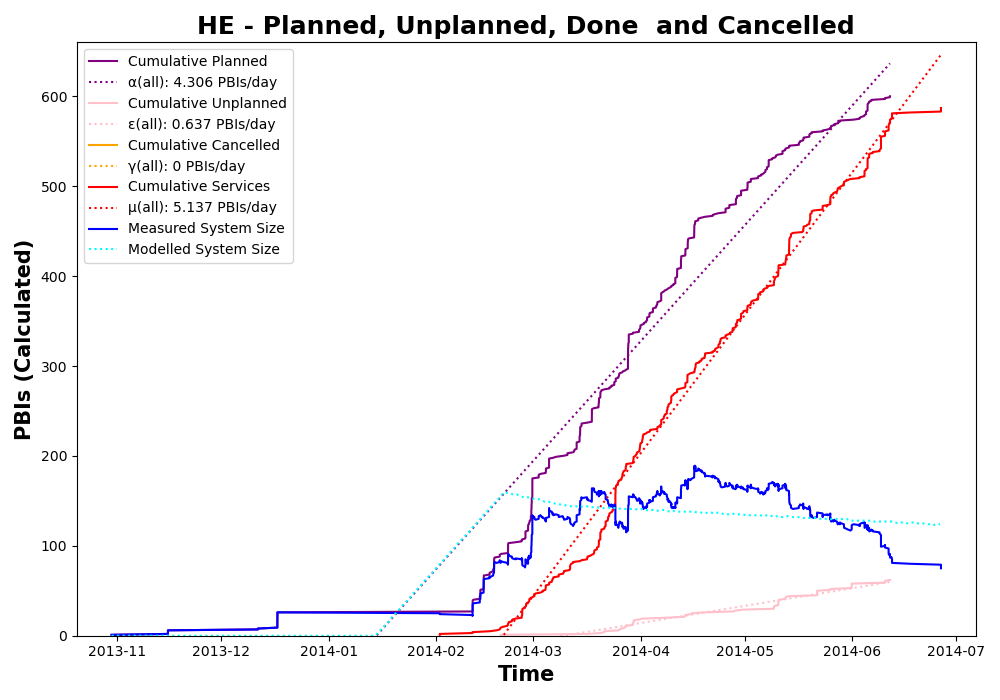 HE - Planned, Unplanned, Done  and Cancelled
Cumulative Planned
α(all): 4.306 PBIs/day
Cumulative Unplanned
ε(all): 0.637 PBIs/day
Cumulative Cancelled
γ(all): 0 PBIs/day
Cumulative Services
μ(all): 5.137 PBIs/day
Measured System Size
Modelled System Size
PBIs (Calculated)
600
500
400
300
200
100
0
2013-11 2013-12 2014-01 2014-02 2014-03 2014-04 2014-05 2014-06 2014-07
Time